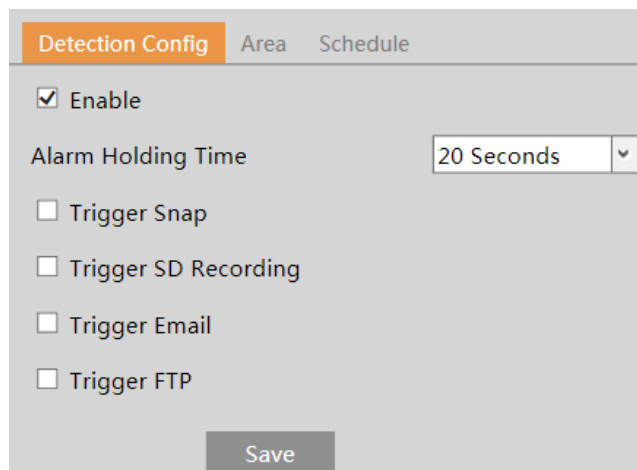 Detection Config Area Schedule
Enable
Alarm Holding Time 20 Seconds
Trigger Snap
Trigger SD Recording
Trigger Email
Trigger FTP
Save